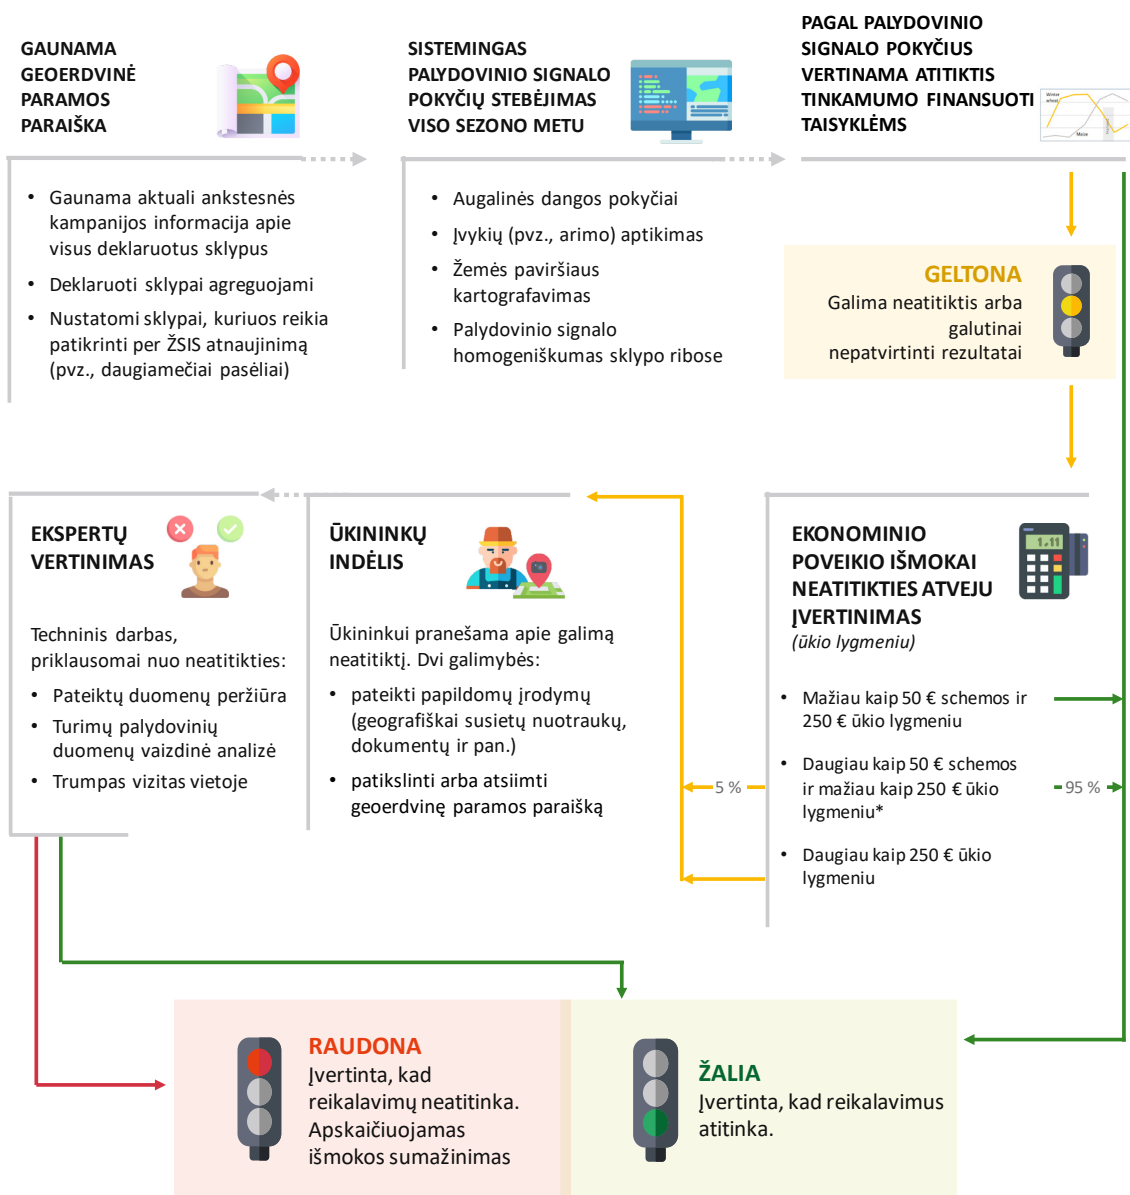 GAUNAMA
GEOERDVINĖ
PARAMOS
PARAIŠKA
SISTEMINGAS
PALYDOVINIO SIGNALO
POKYČIŲ STEBĖJIMAS
VISO SEZONO METU
PAGAL PALYDOVINIO
SIGNALO POKYČIUS
VERTINAMA ATITIKTIS
TINKAMUMO FINANSUOTI
TAISYKLĖMS
Winter
wheat
Maize
• Gaunama aktuali ankstesnės
kampanijos informacija apie
visus deklaruotus sklypus
• Deklaruoti sklypai agreguojami
• Nustatomi sklypai, kuriuos reikia
patikrinti per ŽSIS atnaujinimą
(pvz., daugiamečiai pasėliai)
• Augalinės dangos pokyčiai
• Įvykių (pvz., arimo) aptikimas
• Žemės paviršiaus
kartografavimas
• Palydovinio signalo
homogeniškumas sklypo ribose
GELTONA
Galima neatitiktis arba
galutinai
nepatvirtinti rezultatai
EKSPERTŲ
VERTINIMAS
Techninis darbas,
priklausomai nuo neatitikties:
• Pateiktų duomenų peržiūra
• Turimų palydovinių
duomenų vaizdinė analizė
• Trumpas vizitas vietoje
ŪKININKŲ
INDĖLIS
Ūkininkui pranešama apie galimą
neatitiktį. Dvi galimybės:
• pateikti papildomų įrodymų
(geografiškai susietų nuotraukų,
dokumentų ir pan.)
• patikslinti arba atsiimti
geoerdvinę paramos paraišką
EKONOMINIO
POVEIKIO IŠMOKAI
NEATITIKTIES ATVEJU
ĮVERTINIMAS
(ūkio lygmeniu)
1.11
• Mažiau kaip 50 € schemos ir
250 € ūkio lygmeniu
• Daugiau kaip 50 € schemos
ir mažiau kaip 250 € ūkio
lygmeniu*
• Daugiau kaip 250 € ūkio
lygmeniu
5 %
95 %
RAUDONA
Įvertinta, kad
reikalavimų neatitinka.
Apskaičiuojamas
išmokos sumažinimas
ŽALIA
Įvertinta, kad reikalavimus
atitinka.